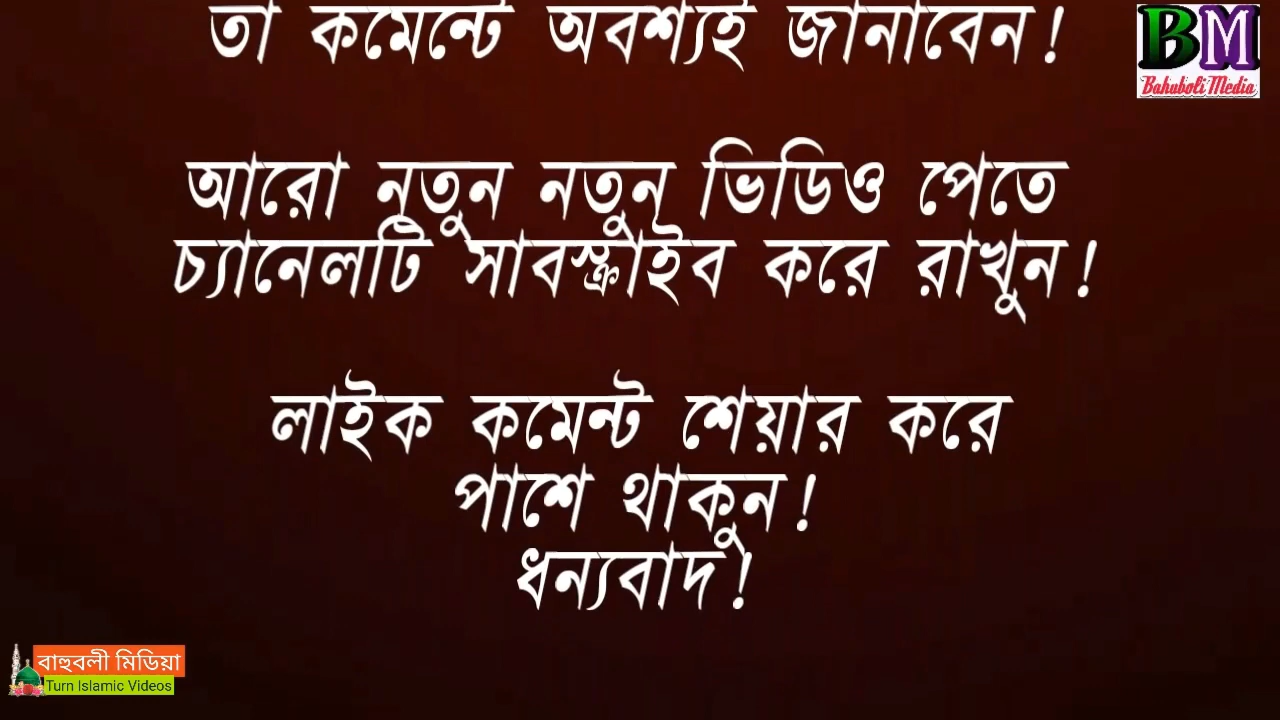 তা কমেন্টে অবশ্যই জানাবেন!
BM
Bahuboli Media
আরো নুতুন নতুন ভিডিও পেতে
চ্যানেলটি সাবস্ক্রাইব করে রাখুন!
লাইক কমেন্ট শেয়ার করে
পাশে থাকুন!
ধন্যবাদ!
বাহুবলী মিডিয়া
Turn Islamic Videos